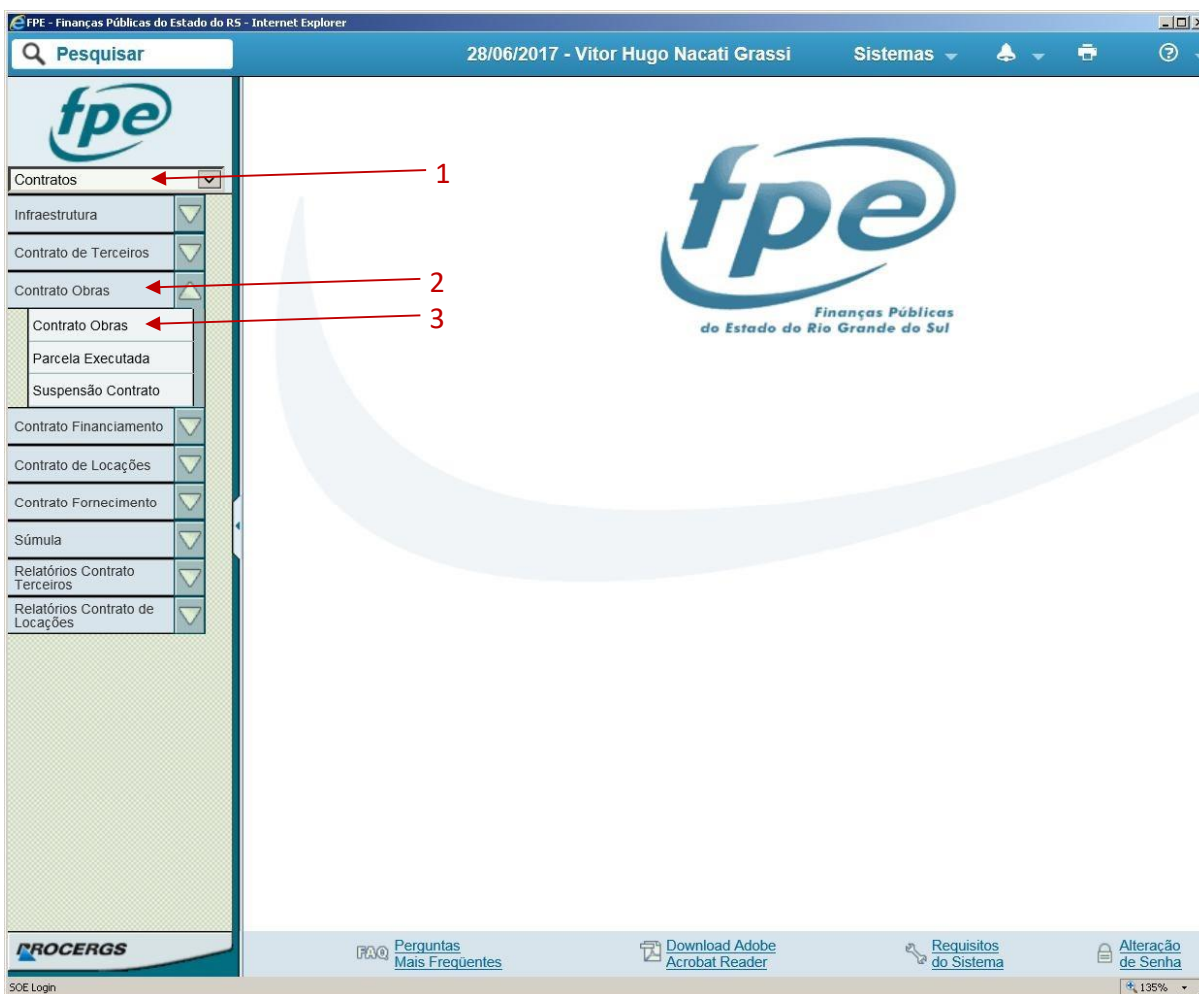 FPE - Finanças Públicas do Estado do RS - Internet Explorer
Pesquisar
28/06/2017 - Vitor Hugo Nacati Grassi
Sistemas
fpe
Contratos
1
Infraestrutura
Contrato de Terceiros
Contrato Obras
2
Contrato Obras
3
Parcela Executada
Suspensão Contrato
Contrato Financiamento
Contrato de Locações
Contrato Fornecimento
Súmula
Relatórios Contrato
Terceiros
Relatórios Contrato de
Locações
fpe
Finanças Públicas
do Estado do Rio Grande do Sul
PROCERGS
FAQ
Perguntas
Mais Freqüentes
Download Adobe
Acrobat Reader
Requisitos
do Sistema
Alteração
de Senha
SOE Login
135%